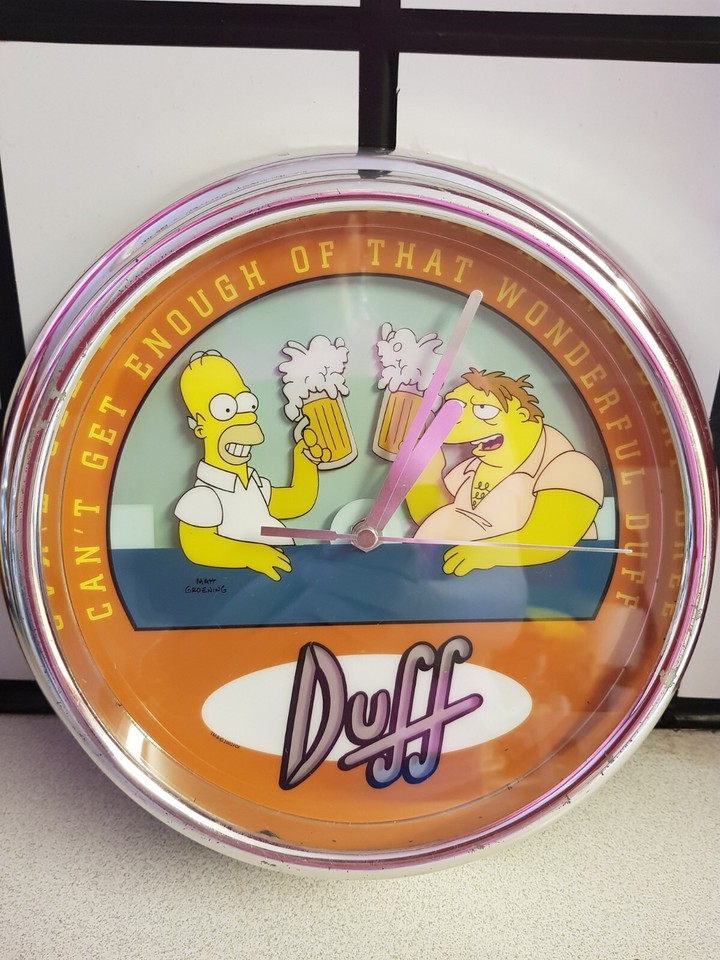 CAN'T GET ENOUGH OF THAT WONDERFUL DUFF
MATT
GROENING
Duff